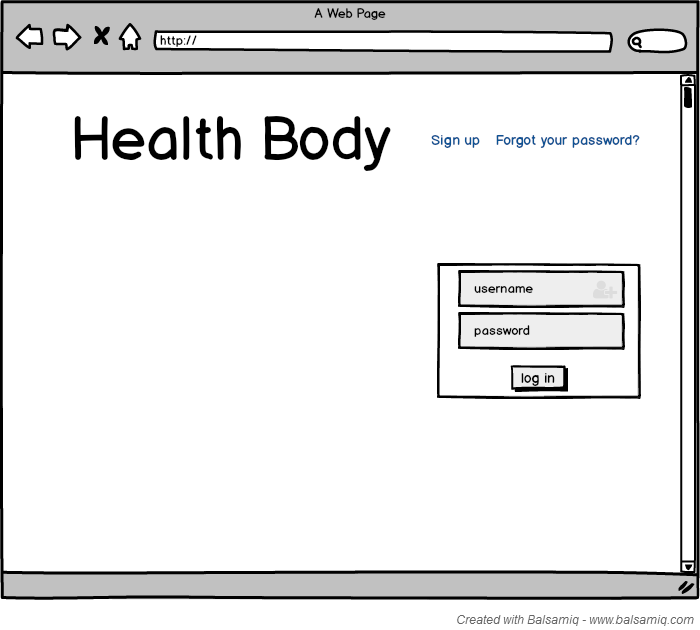 A Web Page
http://
Health Body
Sign up Forgot your password?
username
password
log in
Created with Balsamiq - www.balsamiq.com